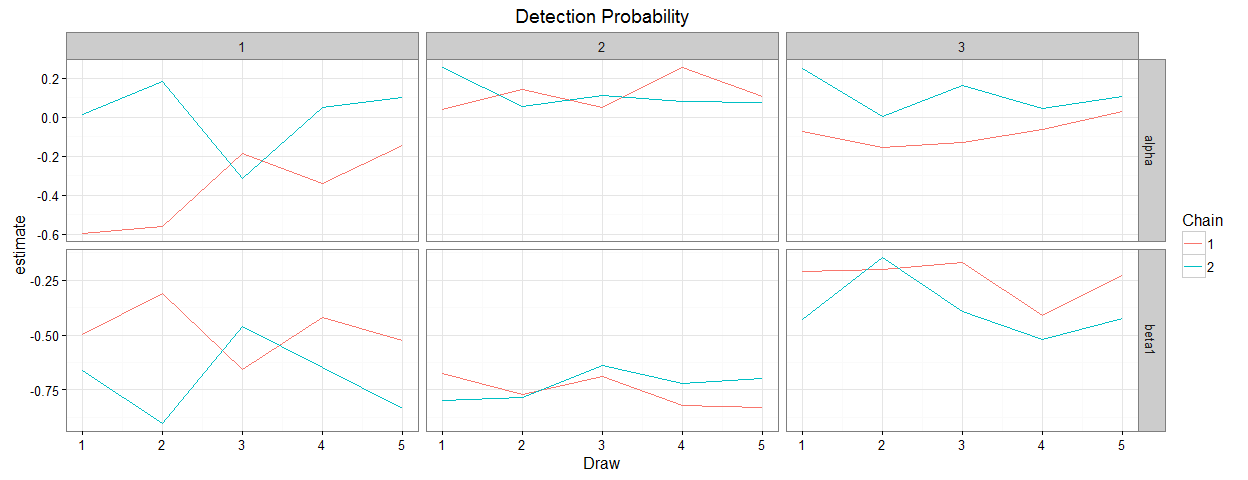 Detection Probability
1 2 3
0.2
0.0
-0.2
-0.4
-0.6
alpha
estimate
-0.25
-0.50
-0.75
beta1
1 2 3 4 5 1 2 3 4 5 1 2 3 4 5
Draw
Chain
1
2